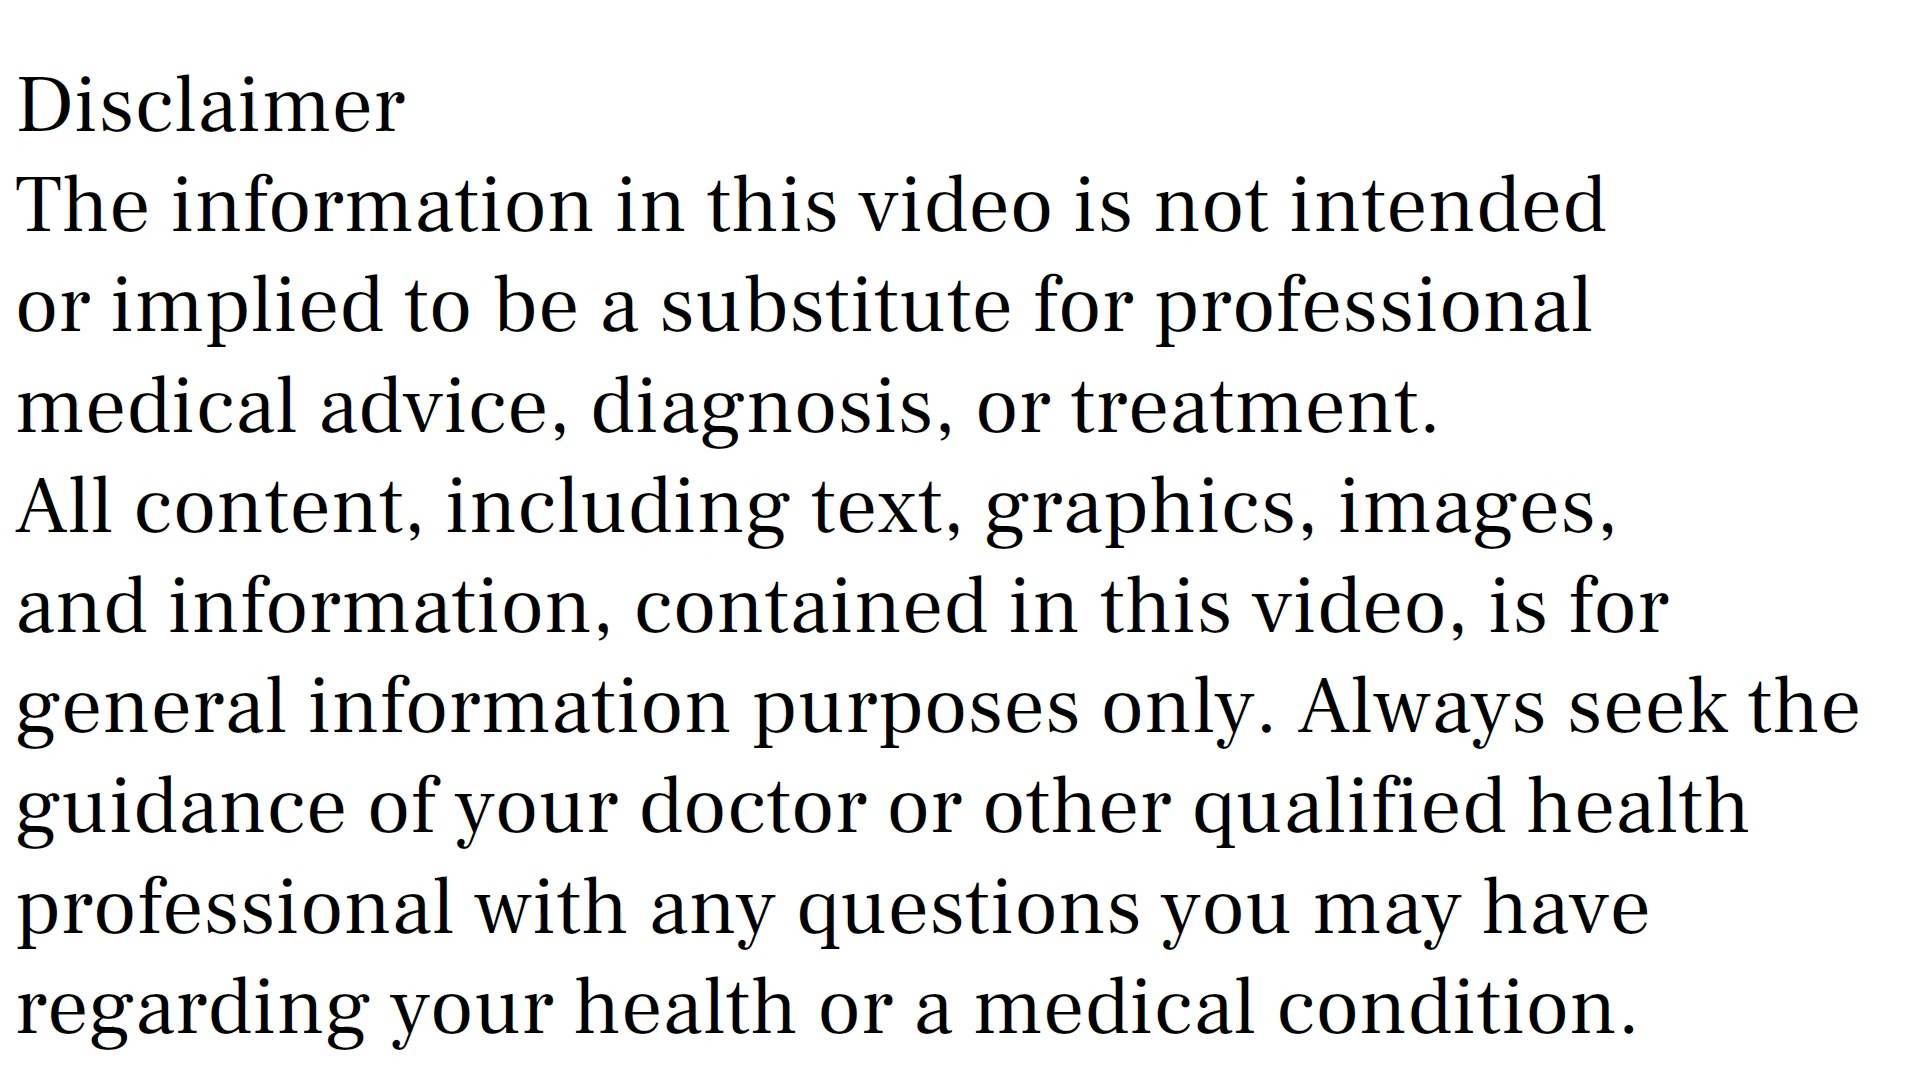 Disclaimer
The information in this video is not intended
or implied to be a substitute for professional
medical advice, diagnosis, or treatment.
All content, including text, graphics, images,
and information, contained in this video, is for
general information purposes only. Always seek the
guidance of your doctor or other qualified health
professional with any questions you may have
regarding your health or a medical condition.